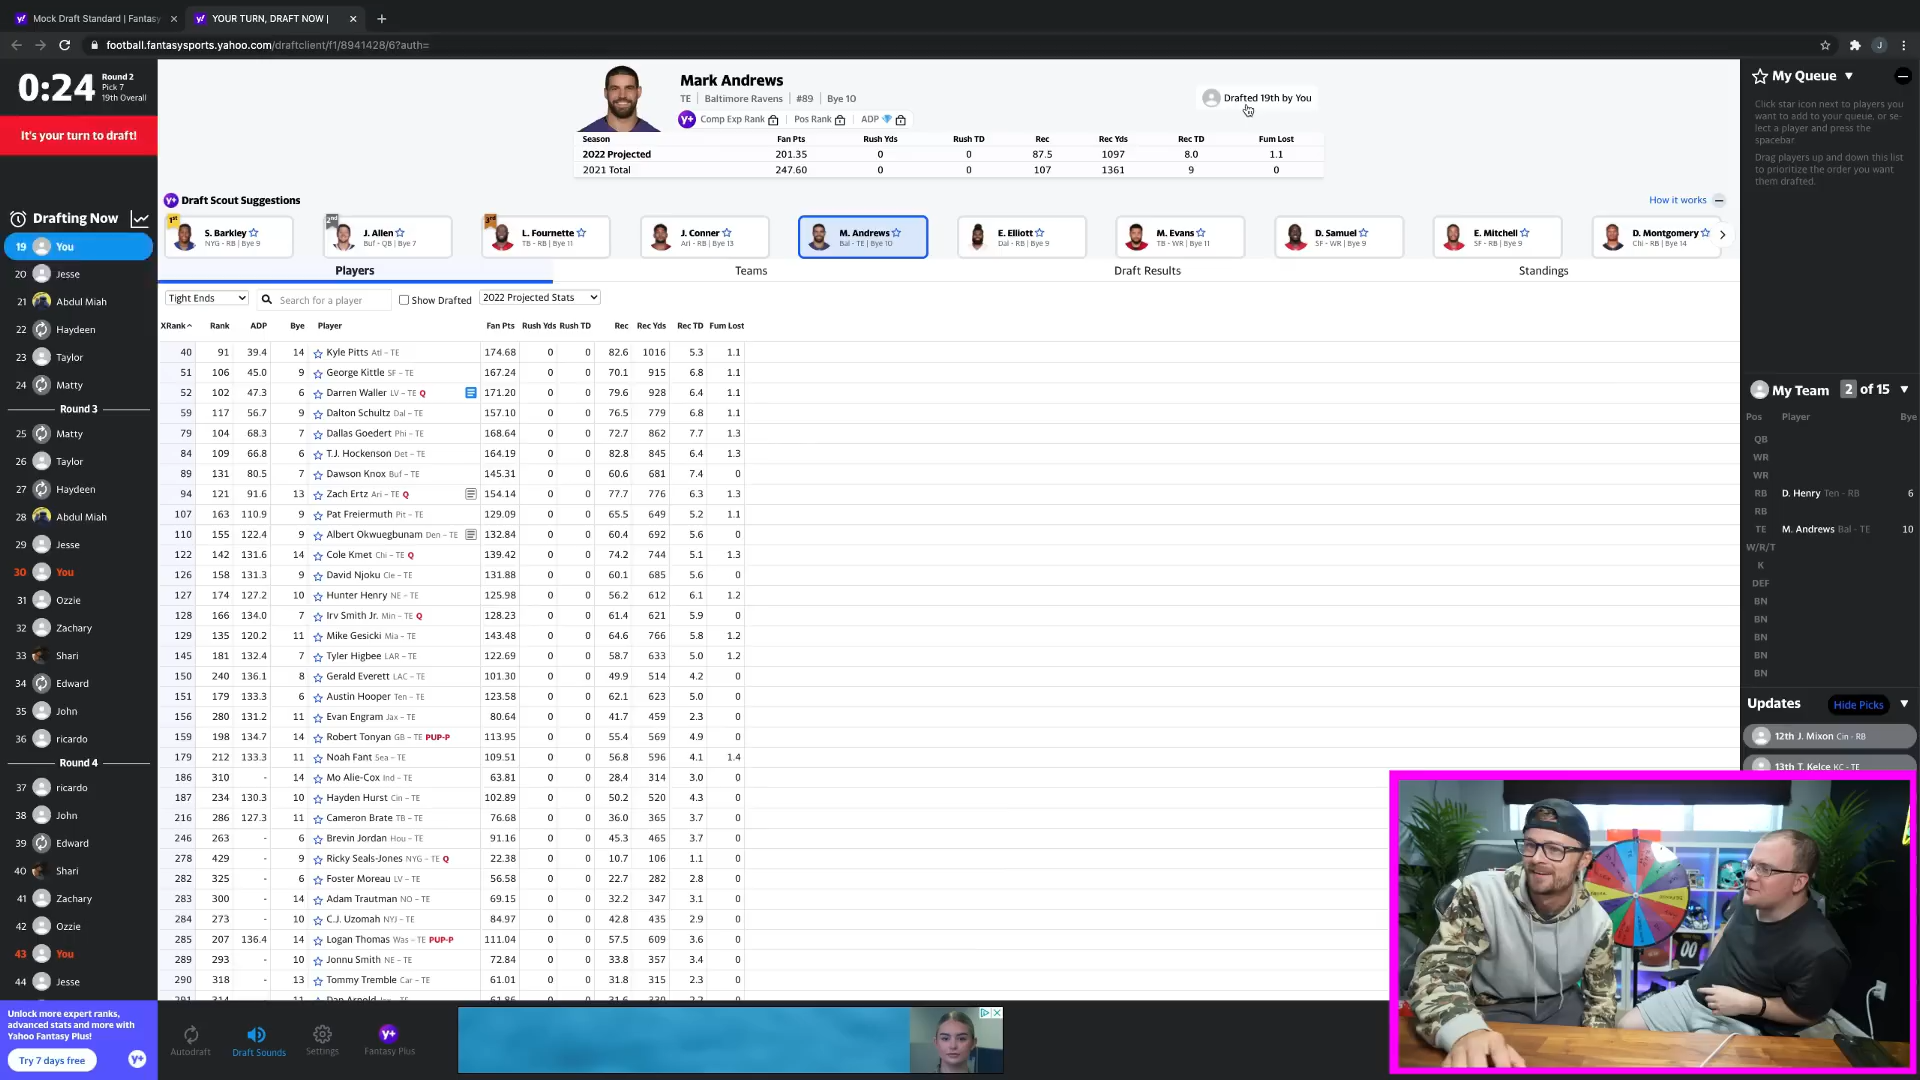 Mock Draft Standard | Fantasy
YOUR TURN, DRAFT NOW |
football.fantasysports.yahoo.com/draftclient/f1/8941428/6?auth=
0:24
Round 2
Pick 7
19th Overall
It's your turn to draft!
Drafting Now
19 You
20 Jesse
21 Abdul Miah
22 Haydeen
23 Taylor
24 Matty
Round 3
25 Matty
26 Taylor
27 Haydeen
28 Abdul Miah
29 Jesse
30 You
31 Ozzie
32 Zachary
33 Shari
34 Edward
35 John
36 ricardo
Round 4
37 ricardo
38 John
39 Edward
40 Shari
41 Zachary
42 Ozzie
43 You
44 Jesse
Unlock more expert ranks,
advanced stats and more with
Yahoo Fantasy Plus!
Try 7 days free
y+
Mark Andrews
TE | Baltimore Ravens | #89 | Bye 10
y+ Comp Exp Rank Pos Rank ADP
Drafted 19th by You
Season Fan Pts Rush Yds Rush TD Rec Rec Yds Rec TD Fum Lost
2022 Projected 201.35 0 0 87.5 1097 8.0 1.1
2021 Total 247.60 0 0 107 1361 9 0
y+ Draft Scout Suggestions
How it works
1st S. Barkley NYG - RB | Bye 9
2nd J. Allen Buf - QB | Bye 7
3rd L. Fournette TB - RB | Bye 11
J. Conner Ari - RB | Bye 13
M. Andrews Bal - TE | Bye 10
E. Elliott Dal - RB | Bye 9
M. Evans TB - WR | Bye 11
D. Samuel SF - WR | Bye 9
E. Mitchell SF - RB | Bye 9
D. Montgomery Chi - RB | Bye 14
Players Teams Draft Results Standings
Tight Ends Search for a player Show Drafted 2022 Projected Stats
XRank Rank ADP Bye Player Fan Pts Rush Yds Rush TD Rec Rec Yds Rec TD Fum Lost
40 91 39.4 14 Kyle Pitts Atl - TE 174.68 0 0 82.6 1016 5.3 1.1
51 106 45.0 9 George Kittle SF - TE 167.24 0 0 70.1 915 6.8 1.1
52 102 47.3 6 Darren Waller LV - TE Q 171.20 0 0 79.6 928 6.4 1.1
59 117 56.7 9 Dalton Schultz Dal - TE 157.10 0 0 76.5 779 6.8 1.1
79 104 68.3 7 Dallas Goedert Phi - TE 168.64 0 0 72.7 862 7.7 1.3
84 109 66.8 6 T.J. Hockenson Det - TE 164.19 0 0 82.8 845 6.4 1.3
89 131 80.5 7 Dawson Knox Buf - TE 145.31 0 0 60.6 681 7.4 0
94 121 91.6 13 Zach Ertz Ari - TE Q 154.14 0 0 77.7 776 6.3 1.3
107 163 110.9 9 Pat Freiermuth Pit - TE 129.09 0 0 65.5 649 5.2 1.1
110 155 122.4 9 Albert Okwuegbunam Den - TE 132.84 0 0 60.4 692 5.6 0
122 142 131.6 14 Cole Kmet Chi - TE Q 139.42 0 0 74.2 744 5.1 1.3
126 158 131.3 9 David Njoku Cle - TE 131.88 0 0 60.1 685 5.6 0
127 174 127.2 10 Hunter Henry NE - TE 125.98 0 0 56.2 612 6.1 1.2
128 166 134.0 7 Irv Smith Jr. Min - TE Q 128.23 0 0 61.4 621 5.9 0
129 135 120.2 11 Mike Gesicki Mia - TE 143.48 0 0 64.6 766 5.8 1.2
145 181 132.4 7 Tyler Higbee LAR - TE 122.69 0 0 58.7 633 5.0 1.2
150 240 136.1 8 Gerald Everett LAC - TE 101.30 0 0 49.9 514 4.2 0
151 179 133.3 6 Austin Hooper Ten - TE 123.58 0 0 62.1 623 5.0 0
156 280 131.2 11 Evan Engram Jax - TE 80.64 0 0 41.7 459 2.3 0
159 198 134.7 14 Robert Tonyan GB - TE PUP-P 113.95 0 0 55.4 569 4.9 0
179 212 133.3 11 Noah Fant Sea - TE 109.51 0 0 56.8 596 4.1 1.4
186 310 - 14 Mo Alie-Cox Ind - TE 63.81 0 0 28.4 314 3.0 0
187 234 130.3 10 Hayden Hurst Cin - TE 102.89 0 0 50.2 520 4.3 0
216 286 127.3 11 Cameron Brate TB - TE 76.68 0 0 36.0 365 3.7 0
246 263 - 6 Brevin Jordan Hou - TE 91.16 0 0 45.3 465 3.7 0
278 429 - 9 Ricky Seals-Jones NYG - TE Q 22.38 0 0 10.7 106 1.1 0
282 325 - 6 Foster Moreau LV - TE 56.58 0 0 22.7 282 2.8 0
283 300 - 14 Adam Trautman NO - TE 69.15 0 0 32.2 347 3.1 0
284 273 - 10 C.J. Uzomah NYJ - TE 84.97 0 0 42.8 435 2.9 0
285 207 136.4 14 Logan Thomas Was - TE PUP-P 111.04 0 0 57.5 609 3.6 0
289 293 - 10 Jonnu Smith NE - TE 72.84 0 0 33.8 357 3.4 0
290 318 - 13 Tommy Tremble Car - TE 61.01 0 0 31.8 315 2.3 0
Autodraft Draft Sounds Settings Fantasy Plus
My Queue
Click star icon next to players you
want to add to your queue, or se-
lect a player and press the
spacebar
Drag players up and down this list
to prioritize the order you want
them drafted.
My Team 2 of 15
Pos Player Bye
QB
WR
WR
RB D. Henry Ten - RB 6
RB
TE M. Andrews Bal - TE 10
W/R/T
K
DEF
BN
BN
BN
BN
BN
Updates Hide Picks
12th J. Mixon Cin - RB
13th T. Kelce KC - TE
00